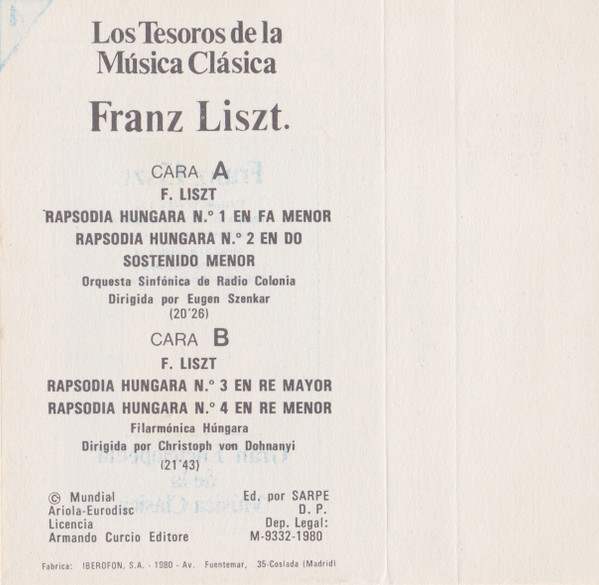 Los Tesoros de la
Música Clásica
Franz Liszt.
CARA A
F. LISZT
RAPSODIA HUNGARA N.º 1 EN FA MENOR
RAPSODIA HUNGARA N.º 2 EN DO
SOSTENIDO MENOR
Orquesta Sinfónica de Radio Colonia
Dirigida por Eugen Szenkar
(20'26)
CARA B
F. LISZT
RAPSODIA HUNGARA N.º 3 EN RE MAYOR
RAPSODIA HUNGARA N.º 4 EN RE MENOR
Filarmónica Húngara
Dirigida por Christoph von Dohnanyi
(21'43)
© Mundial
Ariola-Eurodisc
Licencia
Armando Curcio Editore
Ed. por SARPE
D. P.
Dep. Legal:
M-9332-1980
Fabrica: IBEROFON, S.A. - 1980 - Av. Fuentemar, 35-Coslada (Madrid)